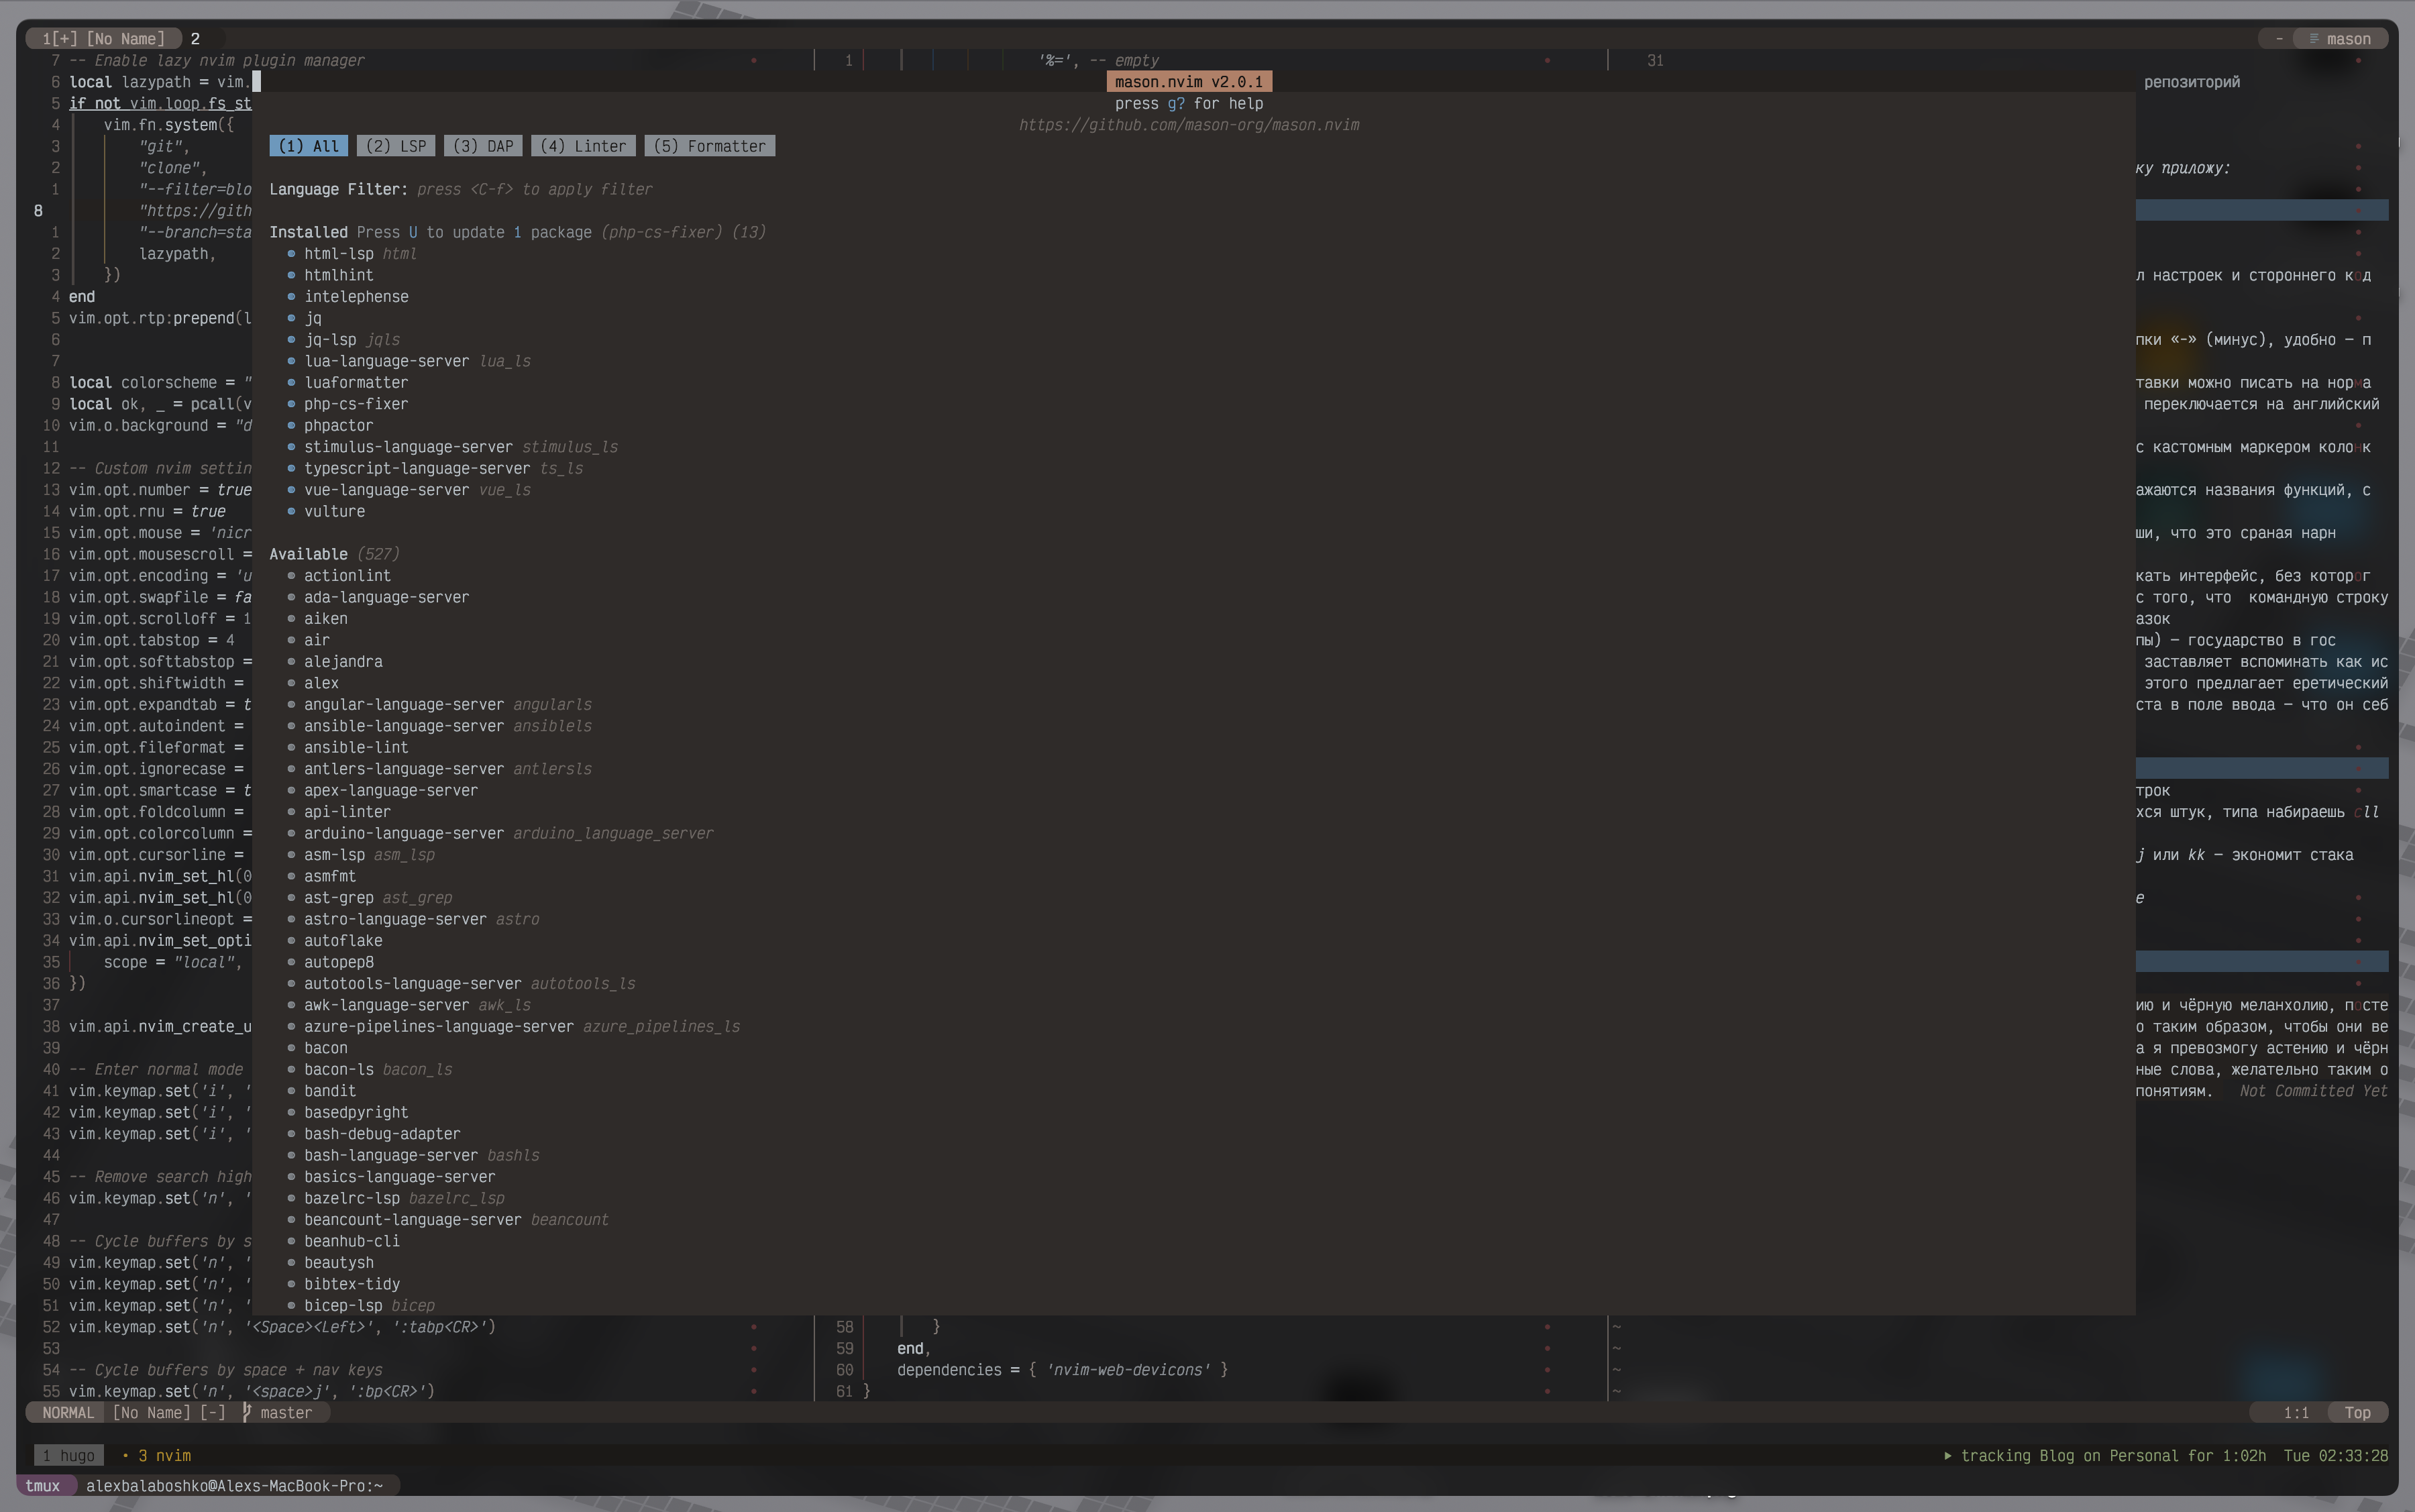 1[+] [No Name] 2 - mason
7 -- Enable lazy nvim plugin manager
6 local lazypath = vim.
5 if not vim.loop.fs_st
4 vim.fn.system({
3 "git",
2 "clone",
1 "--filter=blo
8 "https://gith
1 "--branch=sta
2 lazypath,
3 })
4 end
5 vim.opt.rtp:prepend(l
6
7
8 local colorscheme = "
9 local ok, _ = pcall(v
10 vim.o.background = "d
11
12 -- Custom nvim settin
13 vim.opt.number = true
14 vim.opt.rnu = true
15 vim.opt.mouse = 'nicr
16 vim.opt.mousescroll =
17 vim.opt.encoding = 'u
18 vim.opt.swapfile = fa
19 vim.opt.scrolloff = 1
20 vim.opt.tabstop = 4
21 vim.opt.softtabstop =
22 vim.opt.shiftwidth =
23 vim.opt.expandtab = t
24 vim.opt.autoindent =
25 vim.opt.fileformat =
26 vim.opt.ignorecase =
27 vim.opt.smartcase = t
28 vim.opt.foldcolumn =
29 vim.opt.colorcolumn =
30 vim.opt.cursorline =
31 vim.api.nvim_set_hl(0
32 vim.api.nvim_set_hl(0
33 vim.o.cursorlineopt =
34 vim.api.nvim_set_opti
35 scope = "local",
36 })
37
38 vim.api.nvim_create_u
39
40 -- Enter normal mode
41 vim.keymap.set('i', '
42 vim.keymap.set('i', '
43 vim.keymap.set('i', '
44
45 -- Remove search high
46 vim.keymap.set('n', '
47
48 -- Cycle buffers by s
49 vim.keymap.set('n', '
50 vim.keymap.set('n', '
51 vim.keymap.set('n', '
52 vim.keymap.set('n', '<Space><Left>', ':tabp<CR>')
53
54 -- Cycle buffers by space + nav keys
55 vim.keymap.set('n', '<space>j', ':bp<CR>')
1 '%=', -- empty
mason.nvim v2.0.1
press g? for help
https://github.com/mason-org/mason.nvim
(1) All (2) LSP (3) DAP (4) Linter (5) Formatter
Language Filter: press <C-f> to apply filter
Installed Press U to update 1 package (php-cs-fixer) (13)
html-lsp html
htmlhint
intelephense
jq
jq-lsp jqls
lua-language-server lua_ls
luaformatter
php-cs-fixer
phpactor
stimulus-language-server stimulus_ls
typescript-language-server ts_ls
vue-language-server vue_ls
vulture
Available (527)
actionlint
ada-language-server
aiken
air
alejandra
alex
angular-language-server angularls
ansible-language-server ansiblels
ansible-lint
antlers-language-server antlersls
apex-language-server
api-linter
arduino-language-server arduino_language_server
asm-lsp asm_lsp
asmfmt
ast-grep ast_grep
astro-language-server astro
autoflake
autopep8
autotools-language-server autotools_ls
awk-language-server awk_ls
azure-pipelines-language-server azure_pipelines_ls
bacon
bacon-ls bacon_ls
bandit
basedpyright
bash-debug-adapter
bash-language-server bashls
basics-language-server
bazelrc-lsp bazelrc_lsp
beancount-language-server beancount
beanhub-cli
beautysh
bibtex-tidy
bicep-lsp bicep
58 }
59 end,
60 dependencies = { 'nvim-web-devicons' }
61 }
31
репозиторий
ку приложу:
л настроек и стороннего код
пки «-» (минус), удобно — п
тавки можно писать на норма
переключается на английский
с кастомным маркером колонк
ажаются названия функций, с
ши, что это сраная нарн
кать интерфейс, без которог
с того, что командную строку
азок
пы) — государство в гос
заставляет вспоминать как ис
этого предлагает еретический
ста в поле ввода — что он себ
трок
хся штук, типа набираешь cll
j или kk — экономит стака
e
ию и чёрную меланхолию, посте
о таким образом, чтобы они ве
а я превозмогу астению и чёрн
ные слова, желательно таким о
понятиям. Not Committed Yet
~
~
~
~
NORMAL [No Name] [-] master 1:1 Top
1 hugo • 3 nvim tracking Blog on Personal for 1:02h Tue 02:33:28
tmux alexbalaboshko@Alexs-MacBook-Pro:~